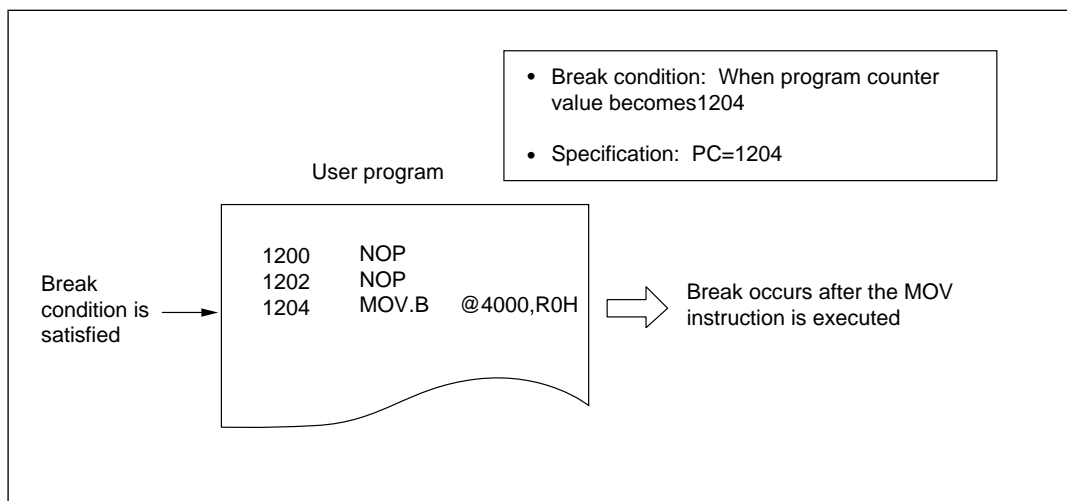 • Break condition: When program counter
value becomes1204
• Specification: PC=1204
User program
1200 NOP
1202 NOP
1204 MOV.B @4000,R0H
Break
condition is
satisfied
Break occurs after the MOV
instruction is executed